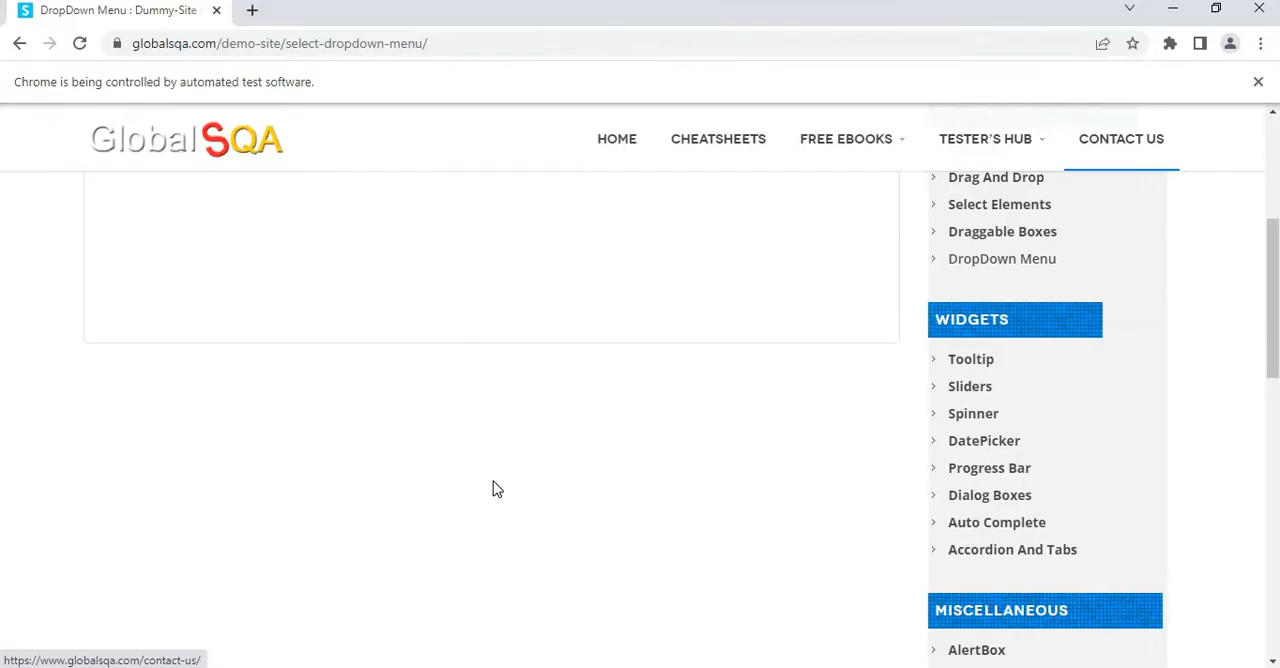 DropDown Menu : Dummy-Site :
globalsqa.com/demo-site/select-dropdown-menu/
Chrome is being controlled by automated test software.
GlobalSQA
HOME
CHEATSHEETS
FREE EBOOKS
TESTER'S HUB
CONTACT US
Drag And Drop
Select Elements
Draggable Boxes
DropDown Menu
WIDGETS
Tooltip
Sliders
Spinner
DatePicker
Progress Bar
Dialog Boxes
Auto Complete
Accordion And Tabs
MISCELLANEOUS
AlertBox
https://www.globalsqa.com/contact-us/